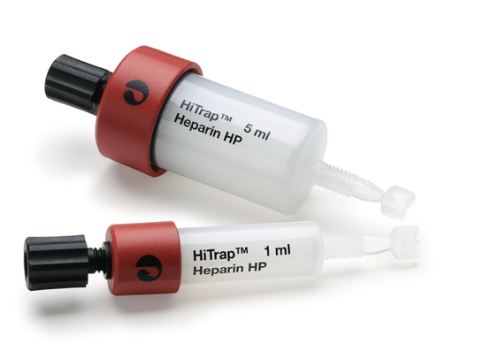 HiTrap™ 5 ml
Heparin HP
HiTrap™ 1 ml
Heparin HP